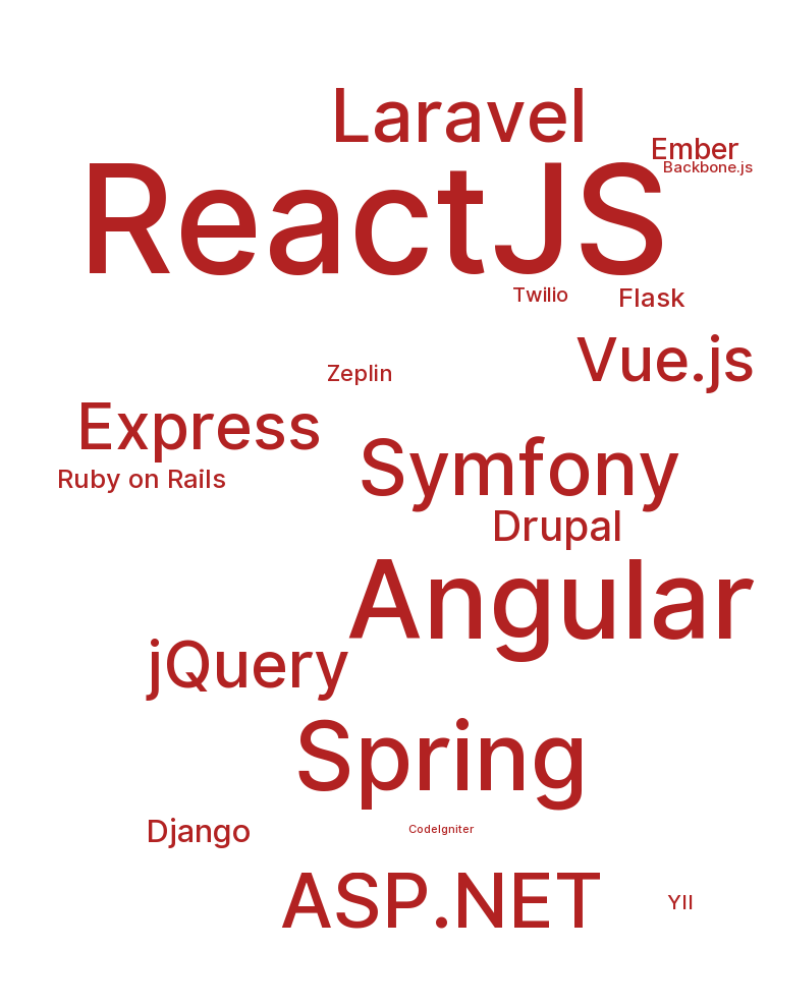 Laravel
Ember
Backbone.js
ReactJS
Twilio
Flask
Vue.js
Zeplin
Express
Symfony
Ruby on Rails
Drupal
Angular
jQuery
Spring
Django
CodeIgniter
ASP.NET
YII